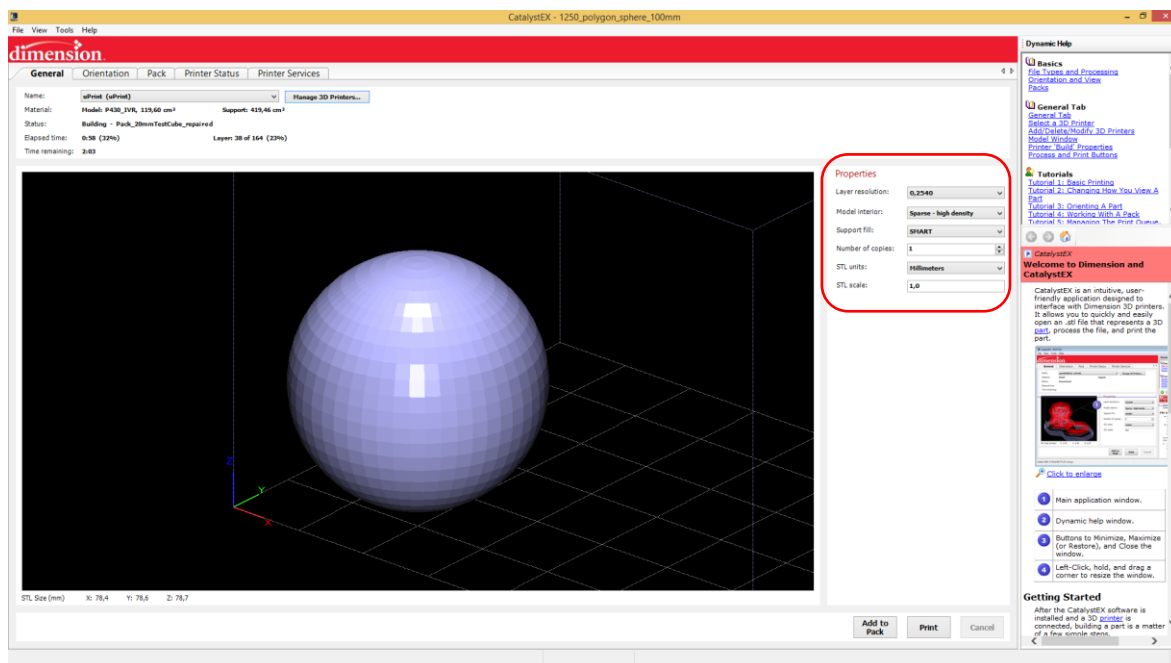 CatalystEX - 1250_polygon_sphere_100mm
File View Tools Help
dimension
General Orientation Pack Printer Status Printer Services
Name: uPrint (uPrint) Manage 3D Printers...
Material: Model: P430_IVR, 119,60 cm³ Support: 419,46 cm³
Status: Building - Pack_20mmTestCube_repaired
Elapsed time: 0:58 (32%) Layer: 38 of 164 (23%)
Time remaining: 2:03
Z
Y
X
STL Size (mm) X: 78,4 Y: 78,6 Z: 78,7
Properties
Layer resolution: 0,2540
Model interior: Sparse - high density
Support fill: SMART
Number of copies: 1
STL units: Millimeters
STL scale: 1,0
Add to
Pack
Print
Cancel
Dynamic Help
Basics
File Types and Processing
Orientation and View
Packs
General Tab
General Tab
Select a 3D Printer
Add/Delete/Modify 3D Printers
Model Window
Printer 'Build' Properties
Process and Print Buttons
Tutorials
Tutorial 1: Basic Printing
Tutorial 2: Changing How You View A
Part
Tutorial 3: Orienting A Part
Tutorial 4: Working With A Pack
Tutorial 5: Managing The Print Queue.
CatalystEX
Welcome to Dimension and
CatalystEX
CatalystEX is an intuitive, user-
friendly application designed to
interface with Dimension 3D printers.
It allows you to quickly and easily
open an .stl file that represents a 3D
part, process the file, and print the
part.
Click to enlarge
1 Main application window.
2 Dynamic help window.
3 Buttons to Minimize, Maximize
(or Restore), and Close the
window.
4 Left-Click, hold, and drag a
corner to resize the window.
Getting Started
After the CatalystEX software is
installed and a 3D printer is
connected, building a part is a matter
of a few simple steps.